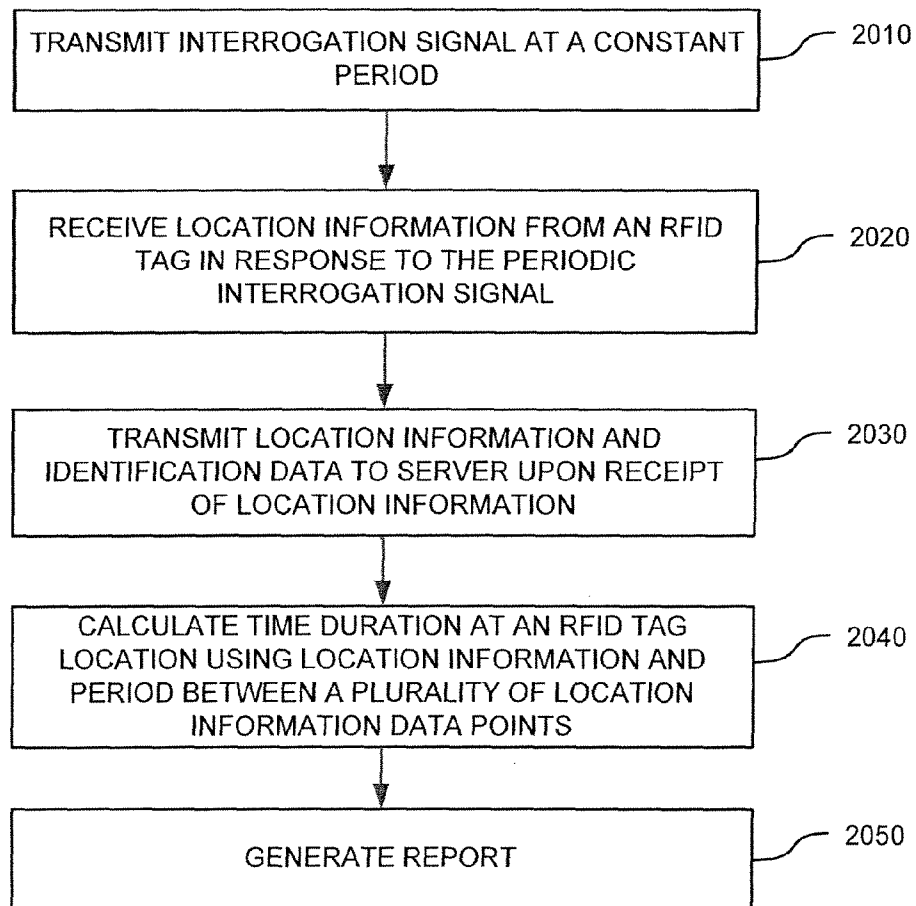 TRANSMIT INTERROGATION SIGNAL AT A CONSTANT
PERIOD
2010
RECEIVE LOCATION INFORMATION FROM AN RFID
TAG IN RESPONSE TO THE PERIODIC
INTERROGATION SIGNAL
2020
TRANSMIT LOCATION INFORMATION AND
IDENTIFICATION DATA TO SERVER UPON RECEIPT
OF LOCATION INFORMATION
2030
CALCULATE TIME DURATION AT AN RFID TAG
LOCATION USING LOCATION INFORMATION AND
PERIOD BETWEEN A PLURALITY OF LOCATION
INFORMATION DATA POINTS
2040
GENERATE REPORT
2050